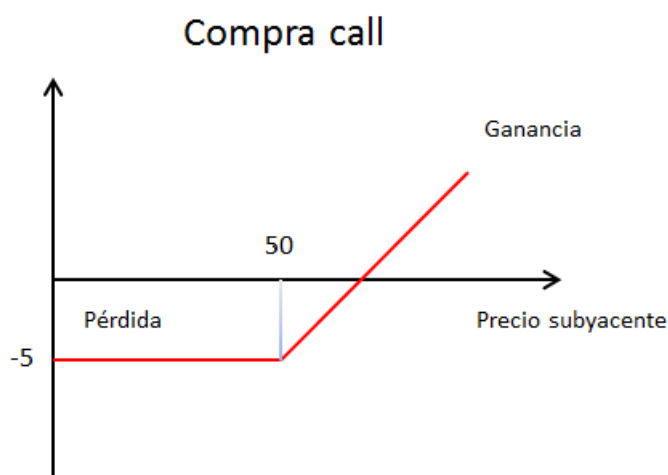 Compra call
Ganancia
50
Pérdida
Precio subyacente
-5